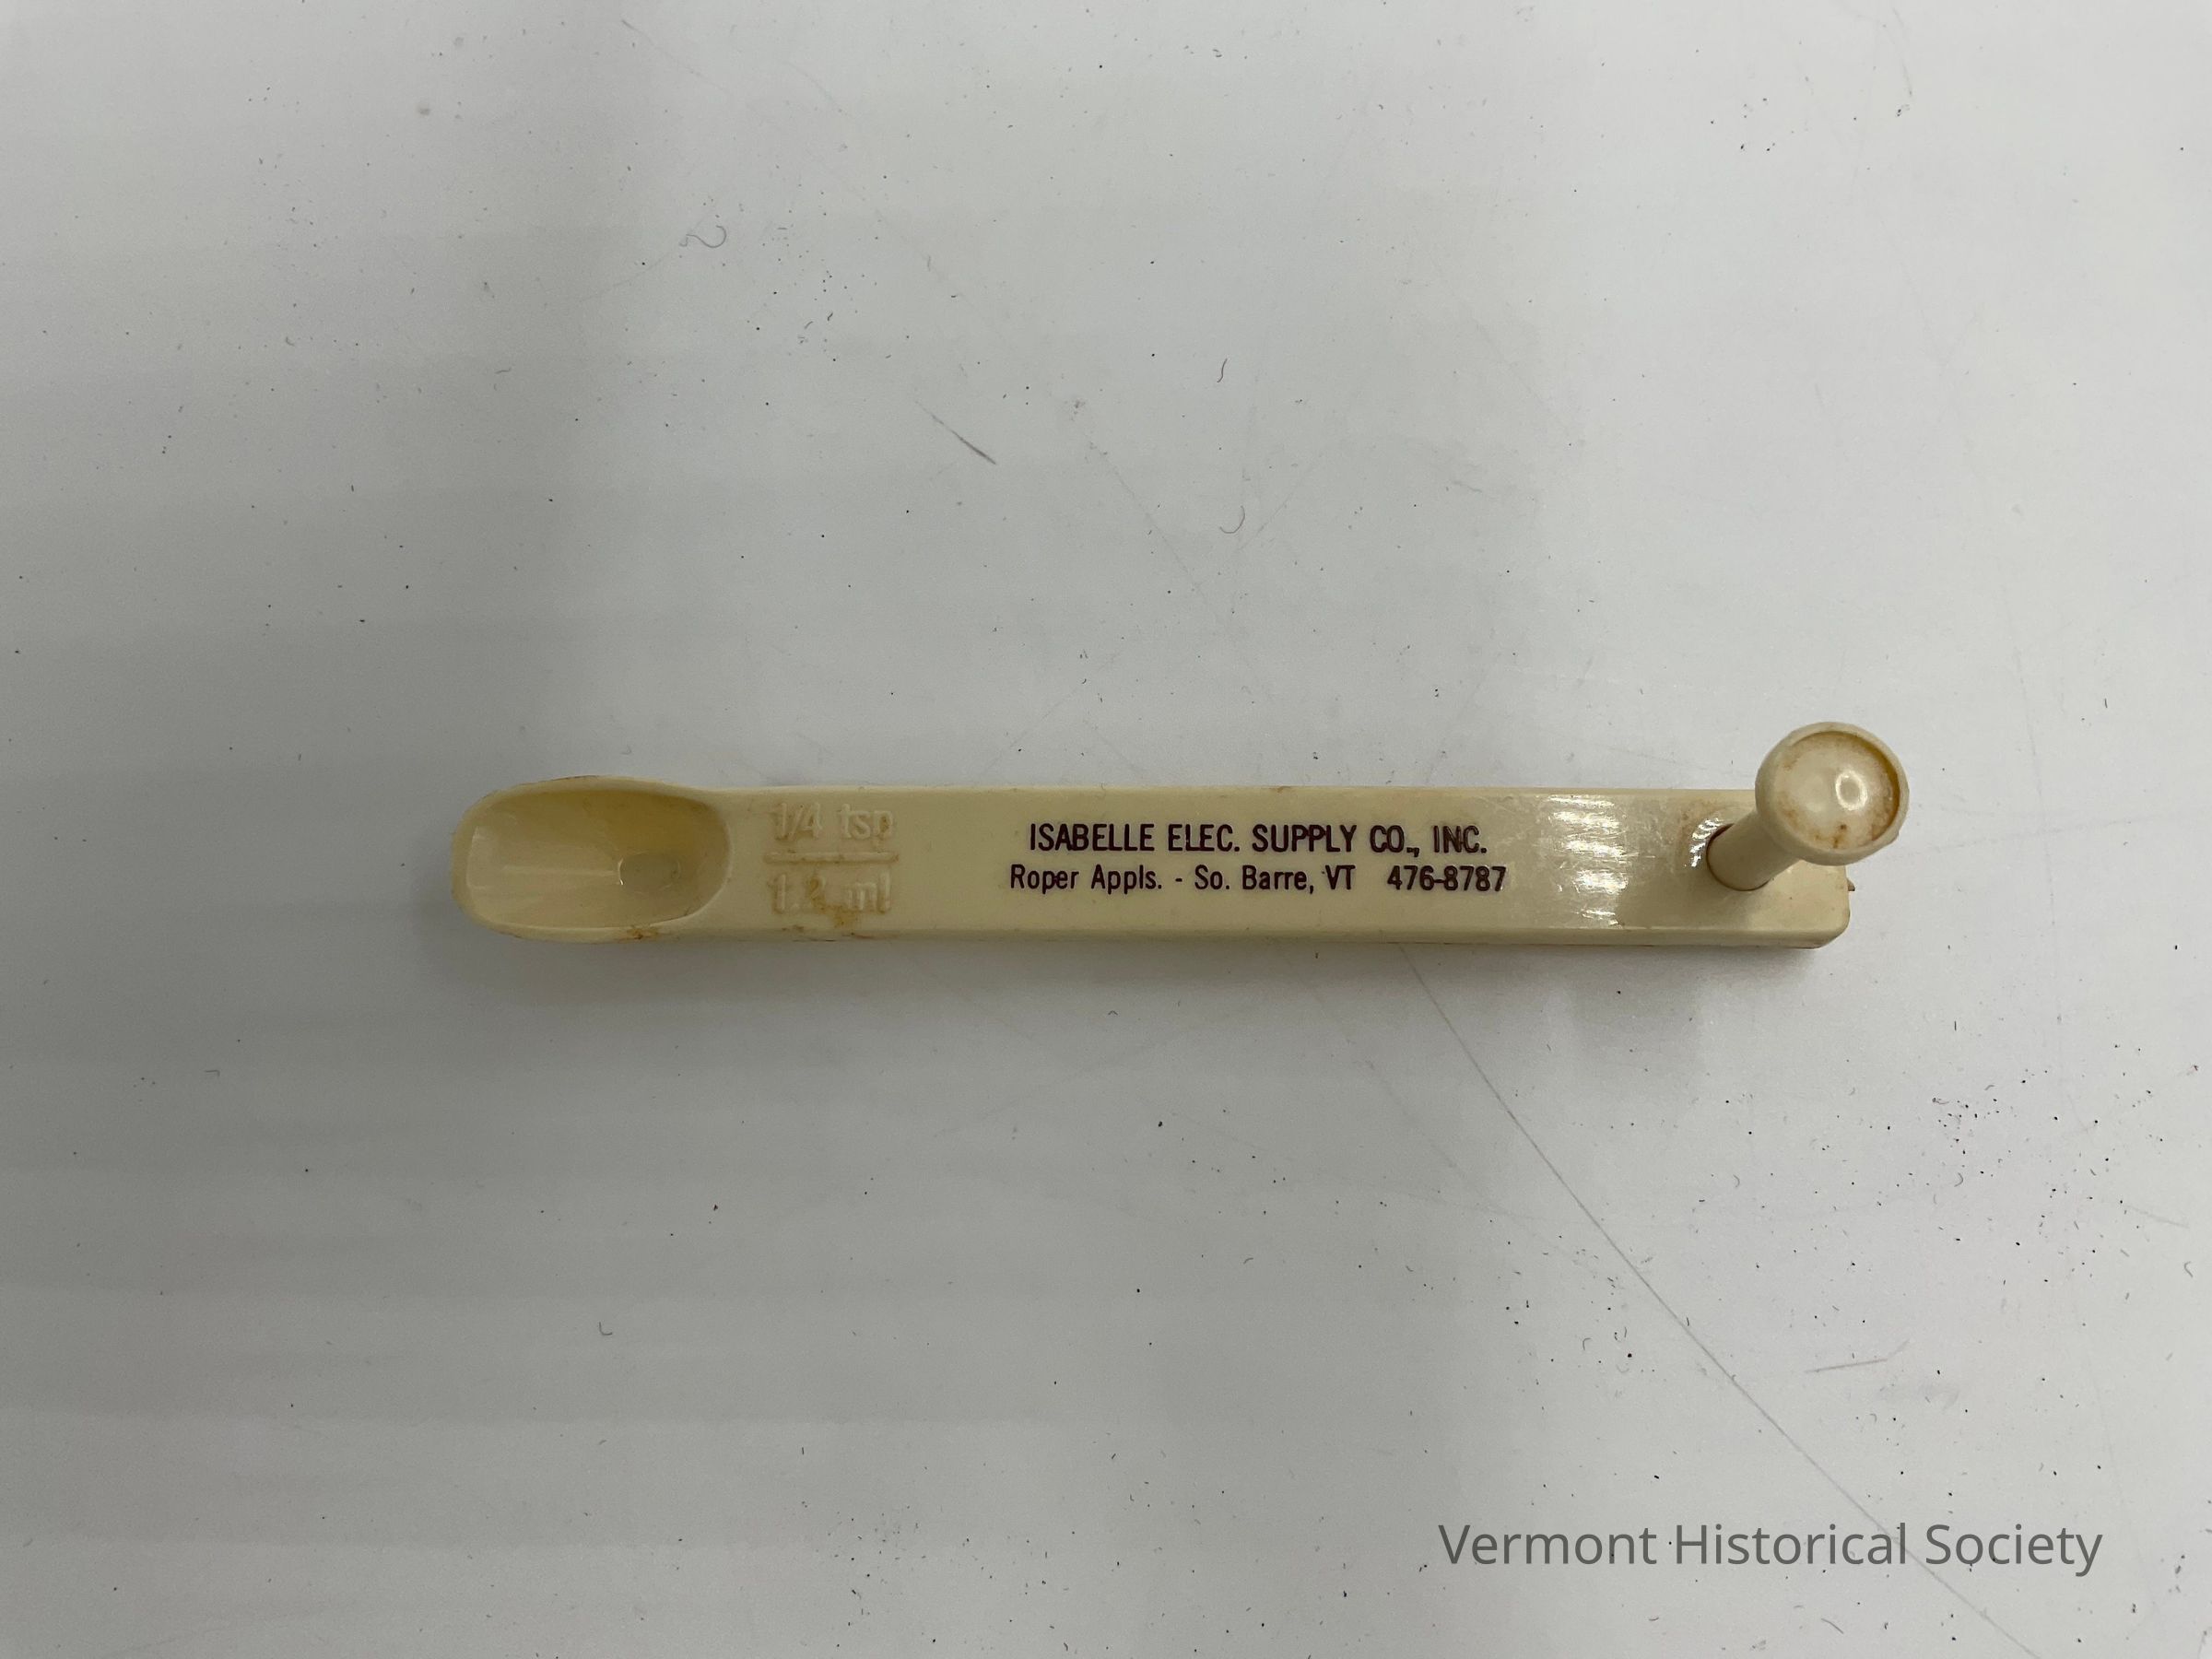 1/4 tsp
1.2 ml
ISABELLE ELEC. SUPPLY CO., INC.
Roper Appls. - So. Barre, VT 476-8787
Vermont Historical Society